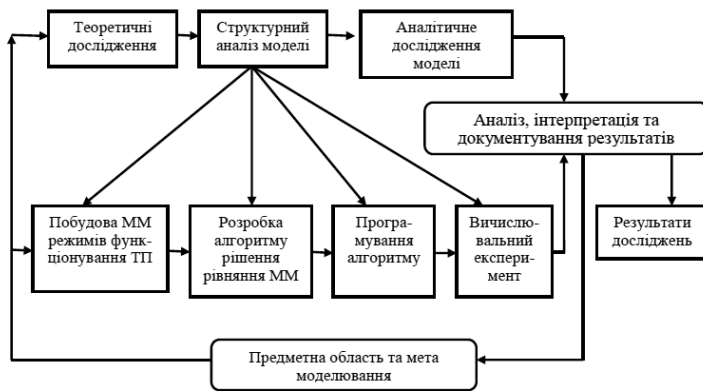 Теоретичні
дослідження
Структурний
аналіз моделі
Аналітичне
дослідження
моделі
Аналіз, інтерпретація та
документування результатів
Побудова ММ
режимів функ-
ціонування ТП
Розробка
алгоритму
рішення
рівняння ММ
Програ-
мування
алгоритму
Вичислю-
вальний
експери-
мент
Результати
досліджень
Предметна область та мета
моделювання